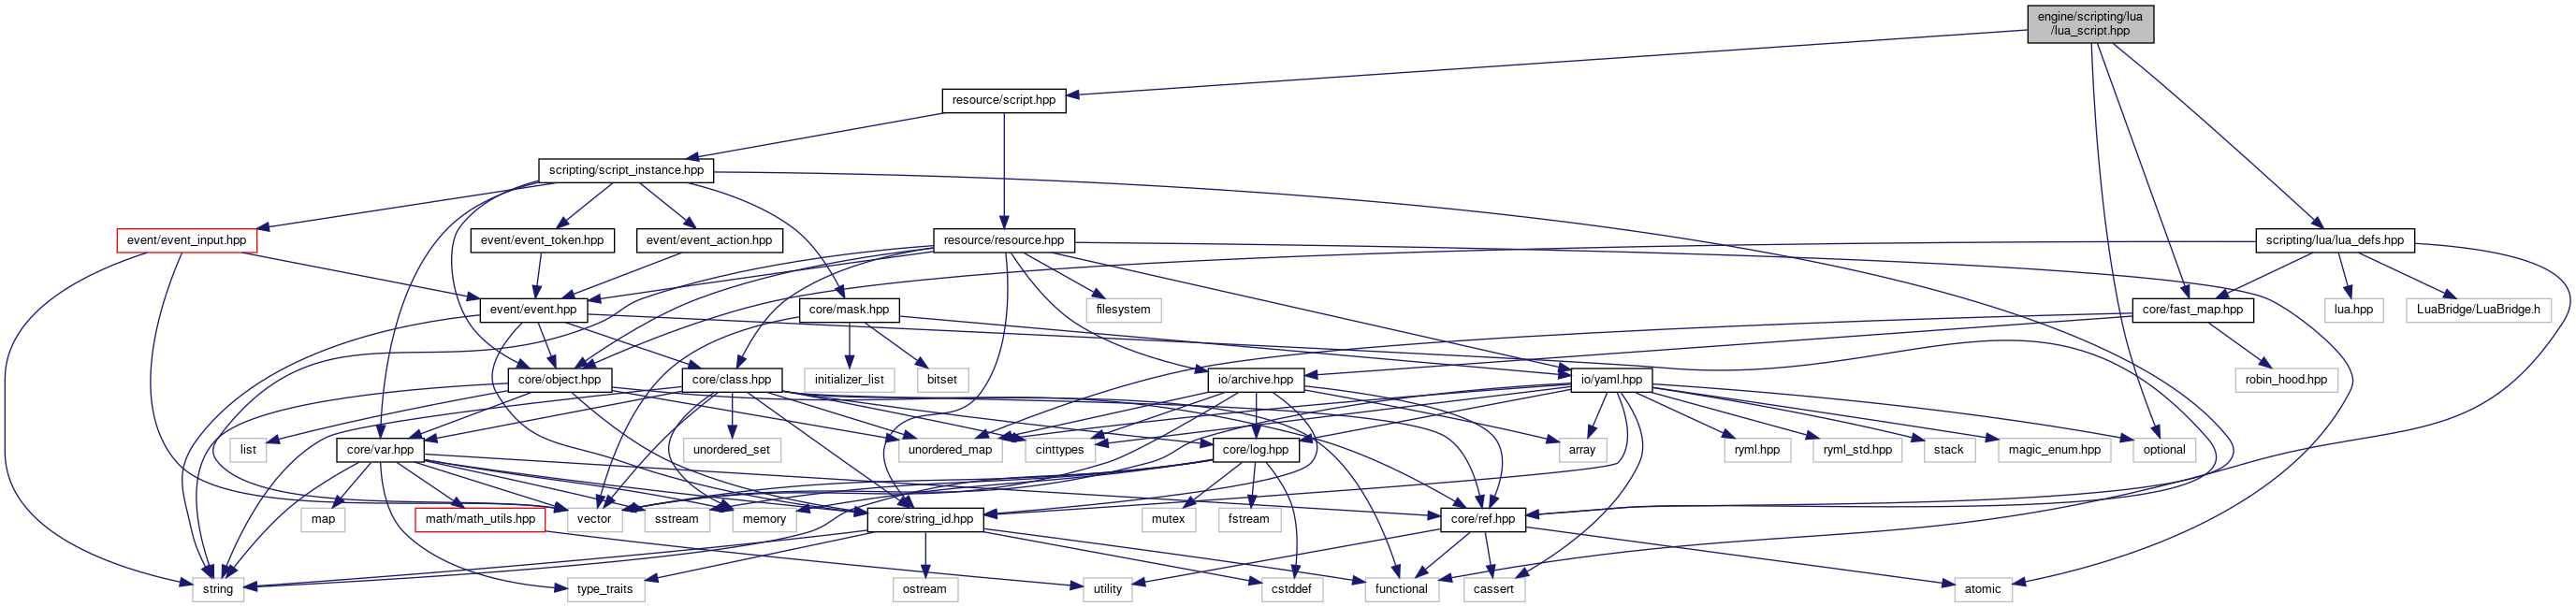 engine/scripting/lua
/lua_script.hpp
resource/script.hpp
scripting/script_instance.hpp
event/event_input.hpp
event/event_token.hpp
event/event_action.hpp
resource/resource.hpp
scripting/lua/lua_defs.hpp
event/event.hpp
core/mask.hpp
filesystem
core/fast_map.hpp
lua.hpp
LuaBridge/LuaBridge.h
core/object.hpp
core/class.hpp
initializer_list
bitset
io/archive.hpp
io/yaml.hpp
robin_hood.hpp
list
core/var.hpp
unordered_set
unordered_map
cinttypes
core/log.hpp
array
ryml.hpp
ryml_std.hpp
stack
magic_enum.hpp
optional
map
math/math_utils.hpp
vector
sstream
memory
core/string_id.hpp
mutex
fstream
core/ref.hpp
string
type_traits
ostream
utility
cstddef
functional
cassert
atomic